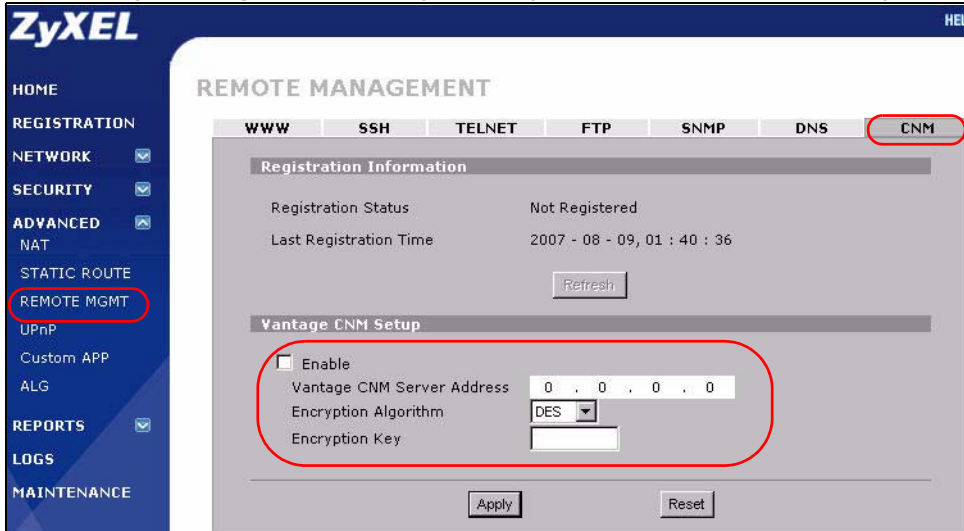 ZyXEL
HEL
HOME
REGISTRATION
NETWORK
SECURITY
ADVANCED
NAT
STATIC ROUTE
REMOTE MGMT
UPnP
Custom APP
ALG
REPORTS
LOGS
MAINTENANCE
REMOTE MANAGEMENT
WWW SSH TELNET FTP SNMP DNS CNM
Registration Information
Registration Status Not Registered
Last Registration Time 2007 - 08 - 09, 01 : 40 : 36
Refresh
Vantage CNM Setup
Enable
Vantage CNM Server Address 0 . 0 . 0 . 0
Encryption Algorithm DES
Encryption Key
Apply Reset